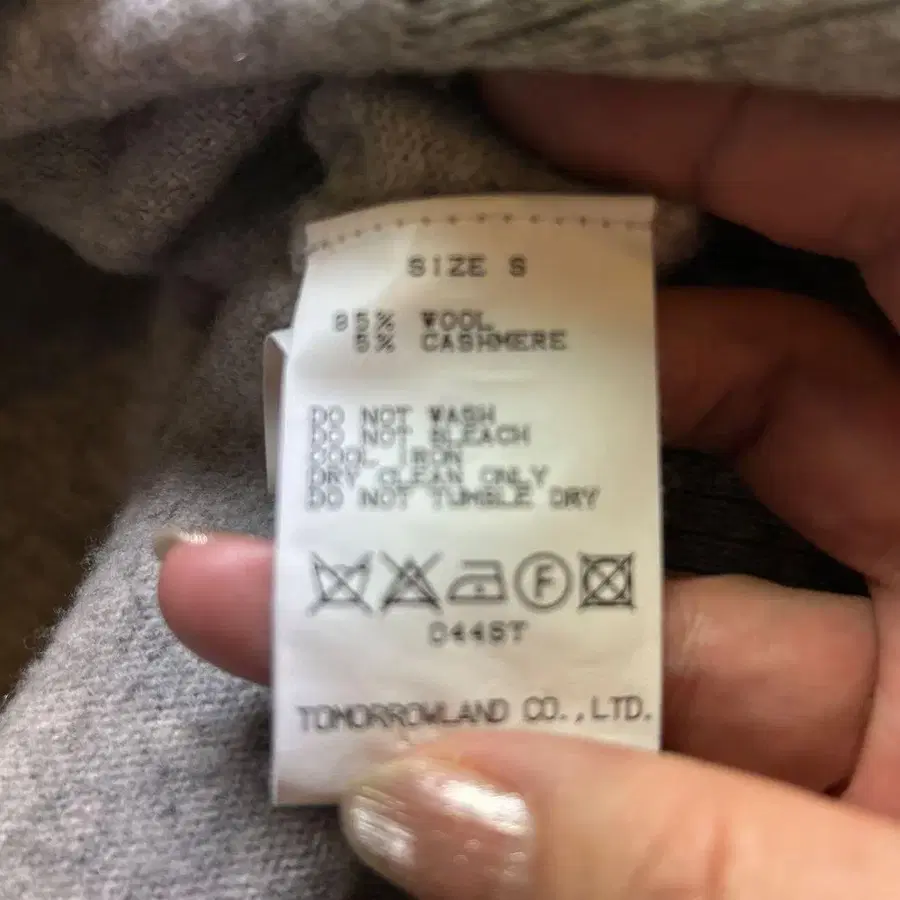 SIZE S
95% WOOL
5% CASHMERE
DO NOT WASH
DO NOT BLEACH
COOL IRON
DRY CLEAN ONLY
DO NOT TUMBLE DRY
F
D44ST
TOMORROWLAND CO.,LTD.